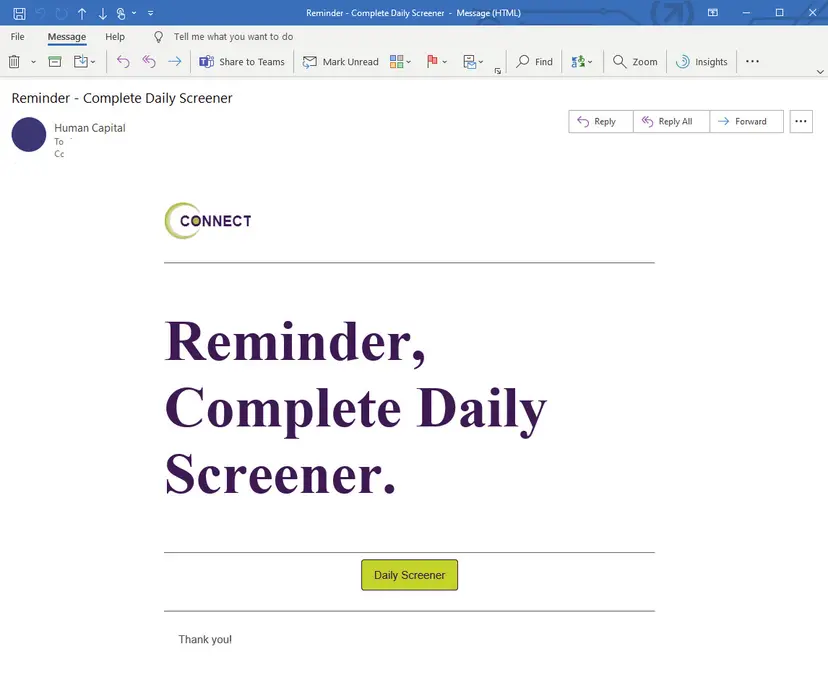 Reminder - Complete Daily Screener - Message (HTML)
File Message Help Tell me what you want to do
Share to Teams Mark Unread Find Zoom Insights
Reminder - Complete Daily Screener
Human Capital
To
Cc
Reply Reply All Forward
CONNECT
Reminder,
Complete Daily
Screener.
Daily Screener
Thank you!